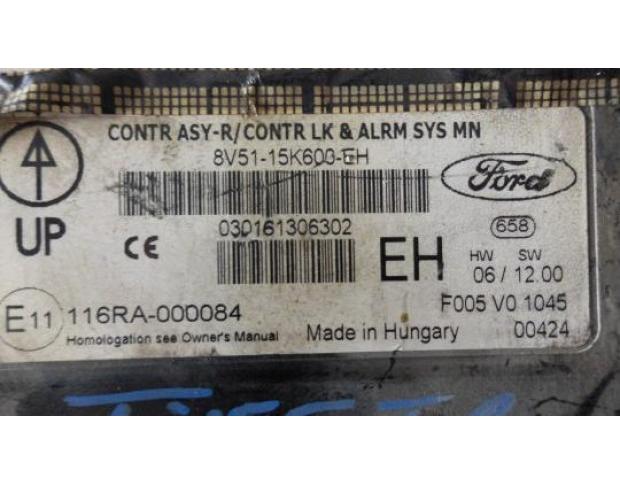 CONTR ASY-R/CONTR LK & ALRM SYS MN
8V51-15K600-EH
Ford
UP
CE
030161306302
EH
658
HW SW
06 / 12.00
E11
116RA-000084
F005 V0 1045
Homologation see Owner's Manual
Made in Hungary
00424